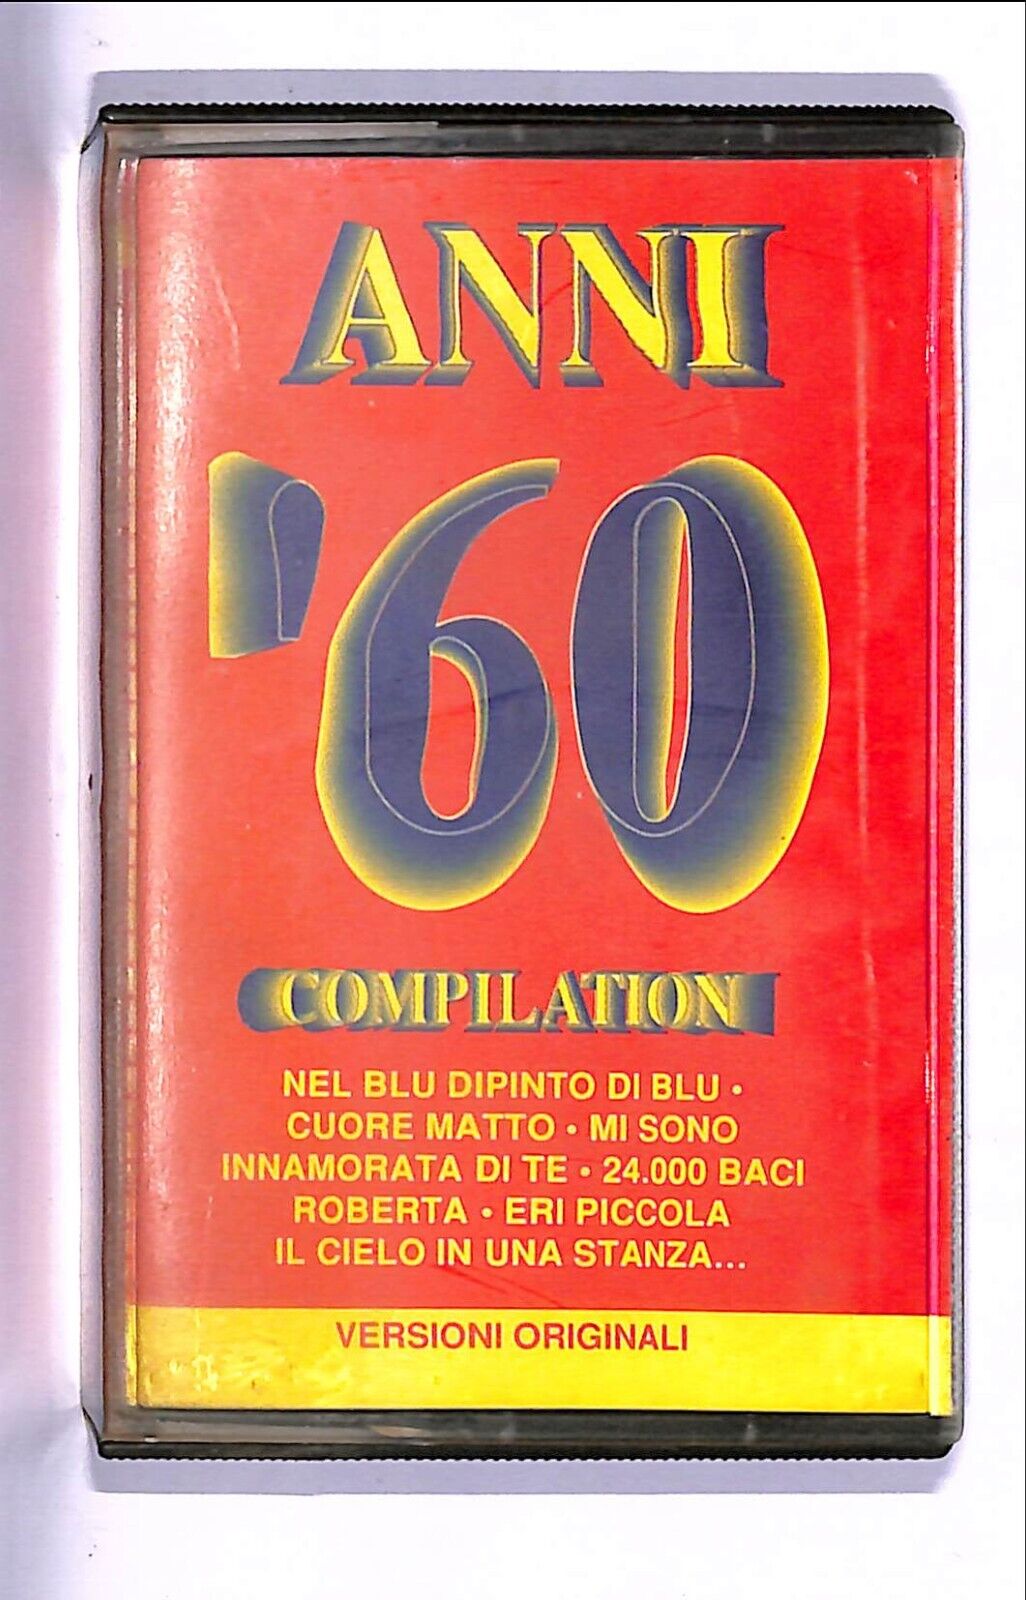 ANNI
'60
COMPILATION
NEL BLU DIPINTO DI BLU •
CUORE MATTO • MI SONO
INNAMORATA DI TE • 24.000 BACI
ROBERTA • ERI PICCOLA
IL CIELO IN UNA STANZA...
VERSIONI ORIGINALI